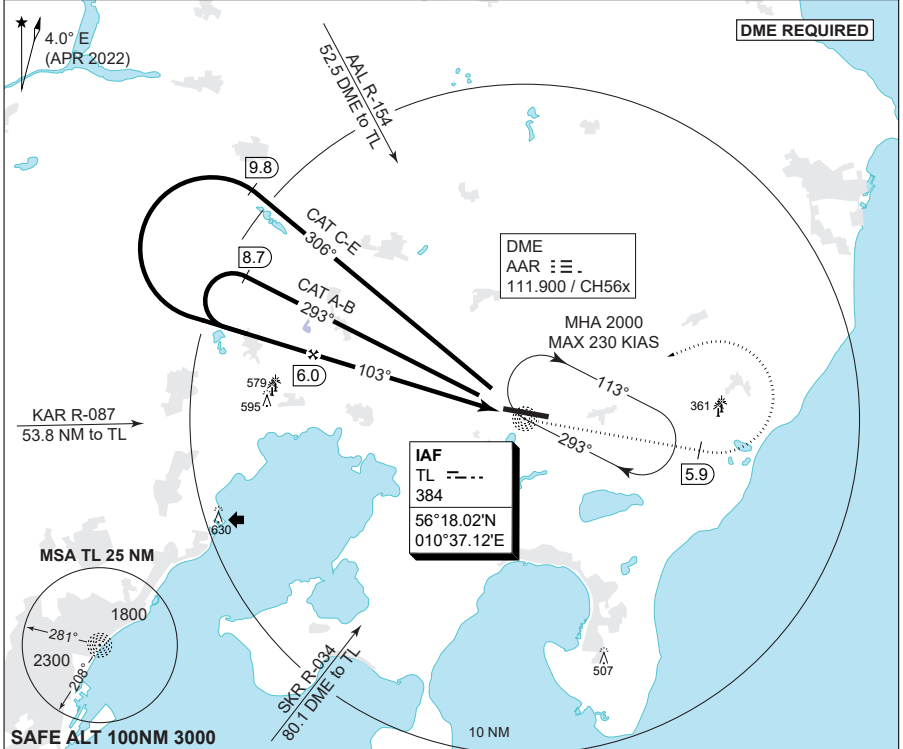 4.0° E
(APR 2022)
DME REQUIRED
AAL R-154
52.5 DME to TL
9.8
CAT C-E
306°
8.7
CAT A-B
293°
DME
AAR
111.900 / CH56x
MHA 2000
MAX 230 KIAS
113°
293°
6.0
103°
579
595
361
5.9
KAR R-087
53.8 NM to TL
IAF
TL
384
56°18.02'N
010°37.12'E
630
MSA TL 25 NM
1800
281°
2300
208°
SKR R-034
80.1 DME to TL
507
10 NM
SAFE ALT 100NM 3000